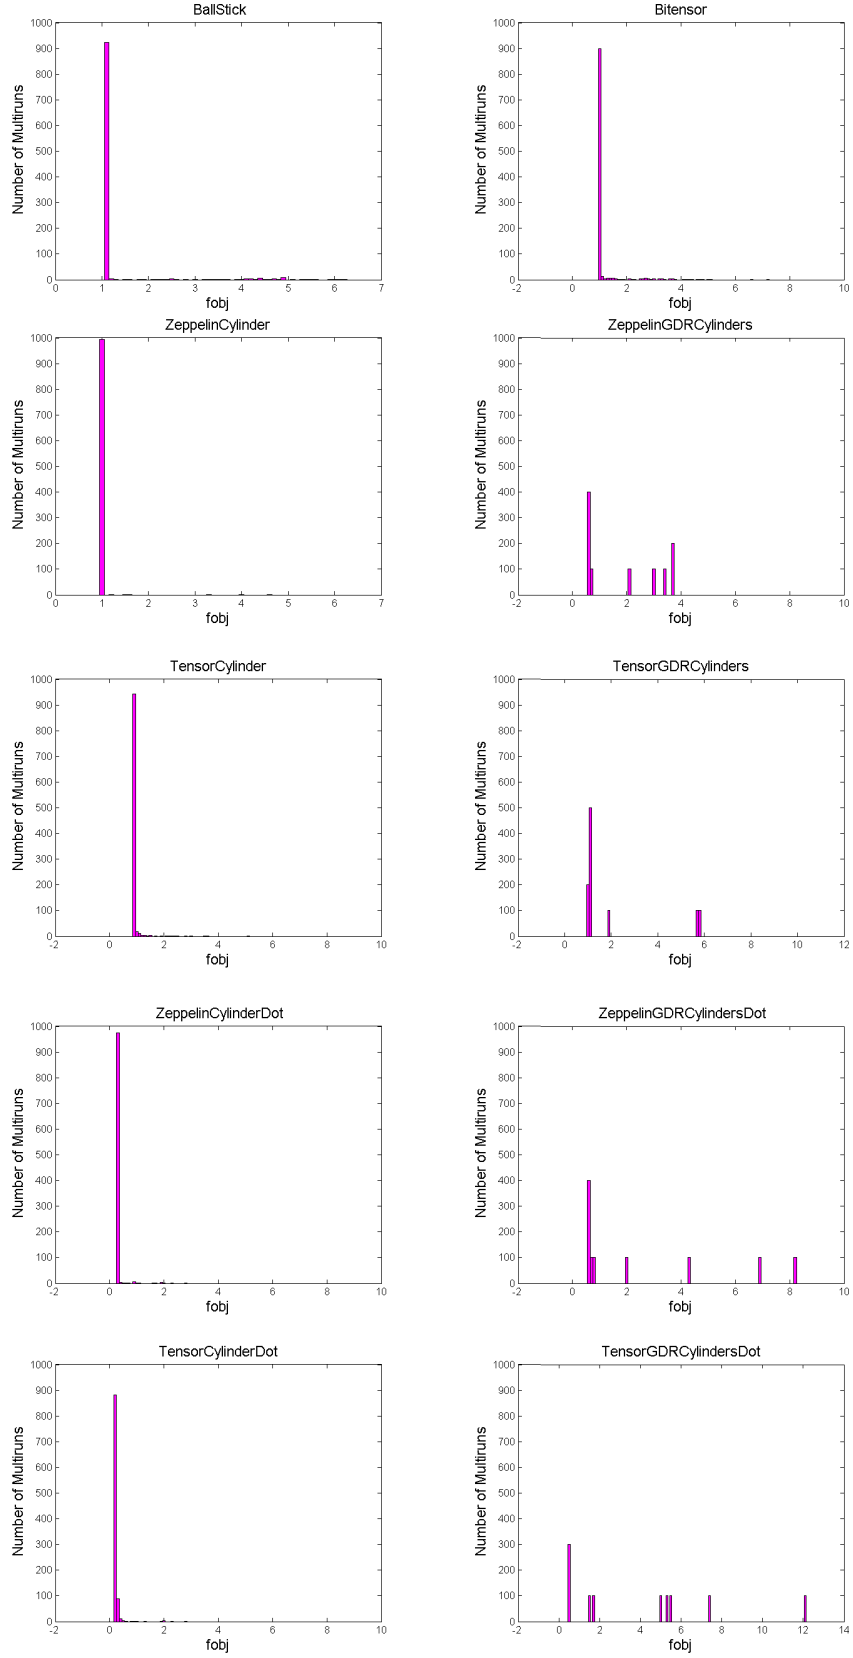 BallStick
1000
900
800
700
600
500
400
300
200
100
0
Number of Multiruns
0 1 2 3 4 5 6 7
fobj
Bitensor
1000
900
800
700
600
500
400
300
200
100
0
Number of Multiruns
-2 0 2 4 6 8 10
fobj
ZeppelinCylinder
1000
900
800
700
600
500
400
300
200
100
0
Number of Multiruns
0 1 2 3 4 5 6 7
fobj
ZeppelinGDRCylinders
1000
900
800
700
600
500
400
300
200
100
0
Number of Multiruns
-2 0 2 4 6 8 10
fobj
TensorCylinder
1000
900
800
700
600
500
400
300
200
100
0
Number of Multiruns
-2 0 2 4 6 8 10
fobj
TensorGDRCylinders
1000
900
800
700
600
500
400
300
200
100
0
Number of Multiruns
-2 0 2 4 6 8 10 12
fobj
ZeppelinCylinderDot
1000
900
800
700
600
500
400
300
200
100
0
Number of Multiruns
-2 0 2 4 6 8 10
fobj
ZeppelinGDRCylindersDot
1000
900
800
700
600
500
400
300
200
100
0
Number of Multiruns
-2 0 2 4 6 8 10
fobj
TensorCylinderDot
1000
900
800
700
600
500
400
300
200
100
0
Number of Multiruns
-2 0 2 4 6 8 10
fobj
TensorGDRCylindersDot
1000
900
800
700
600
500
400
300
200
100
0
Number of Multiruns
-2 0 2 4 6 8 10 12 14
fobj